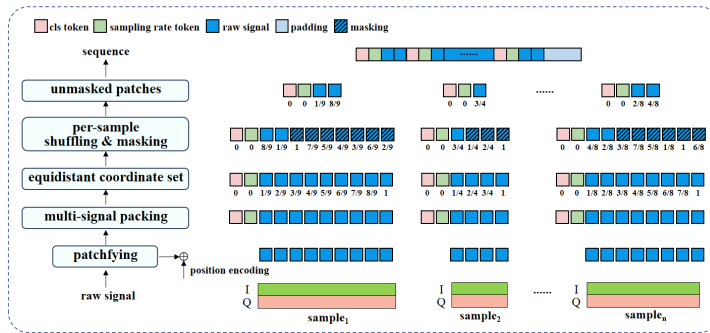 cls token sampling rate token raw signal padding masking
sequence
......
unmasked patches
0 0 1/9 8/9 0 0 3/4 ...... 0 0 2/8 4/8
per-sample
shuffling & masking
0 0 8/9 1/9 1 7/9 5/9 4/9 3/9 6/9 2/9 0 0 3/4 1/4 2/4 1 0 0 4/8 2/8 3/8 7/8 5/8 1/8 1 6/8
equidistant coordinate set
0 0 1/9 2/9 3/9 4/9 5/9 6/9 7/9 8/9 1 0 0 1/4 2/4 3/4 1 0 0 1/8 2/8 3/8 4/8 5/8 6/8 7/8 1
multi-signal packing
patchfying
position encoding
raw signal
I I ...... I
Q Q Q
sample1 sample2 samplen